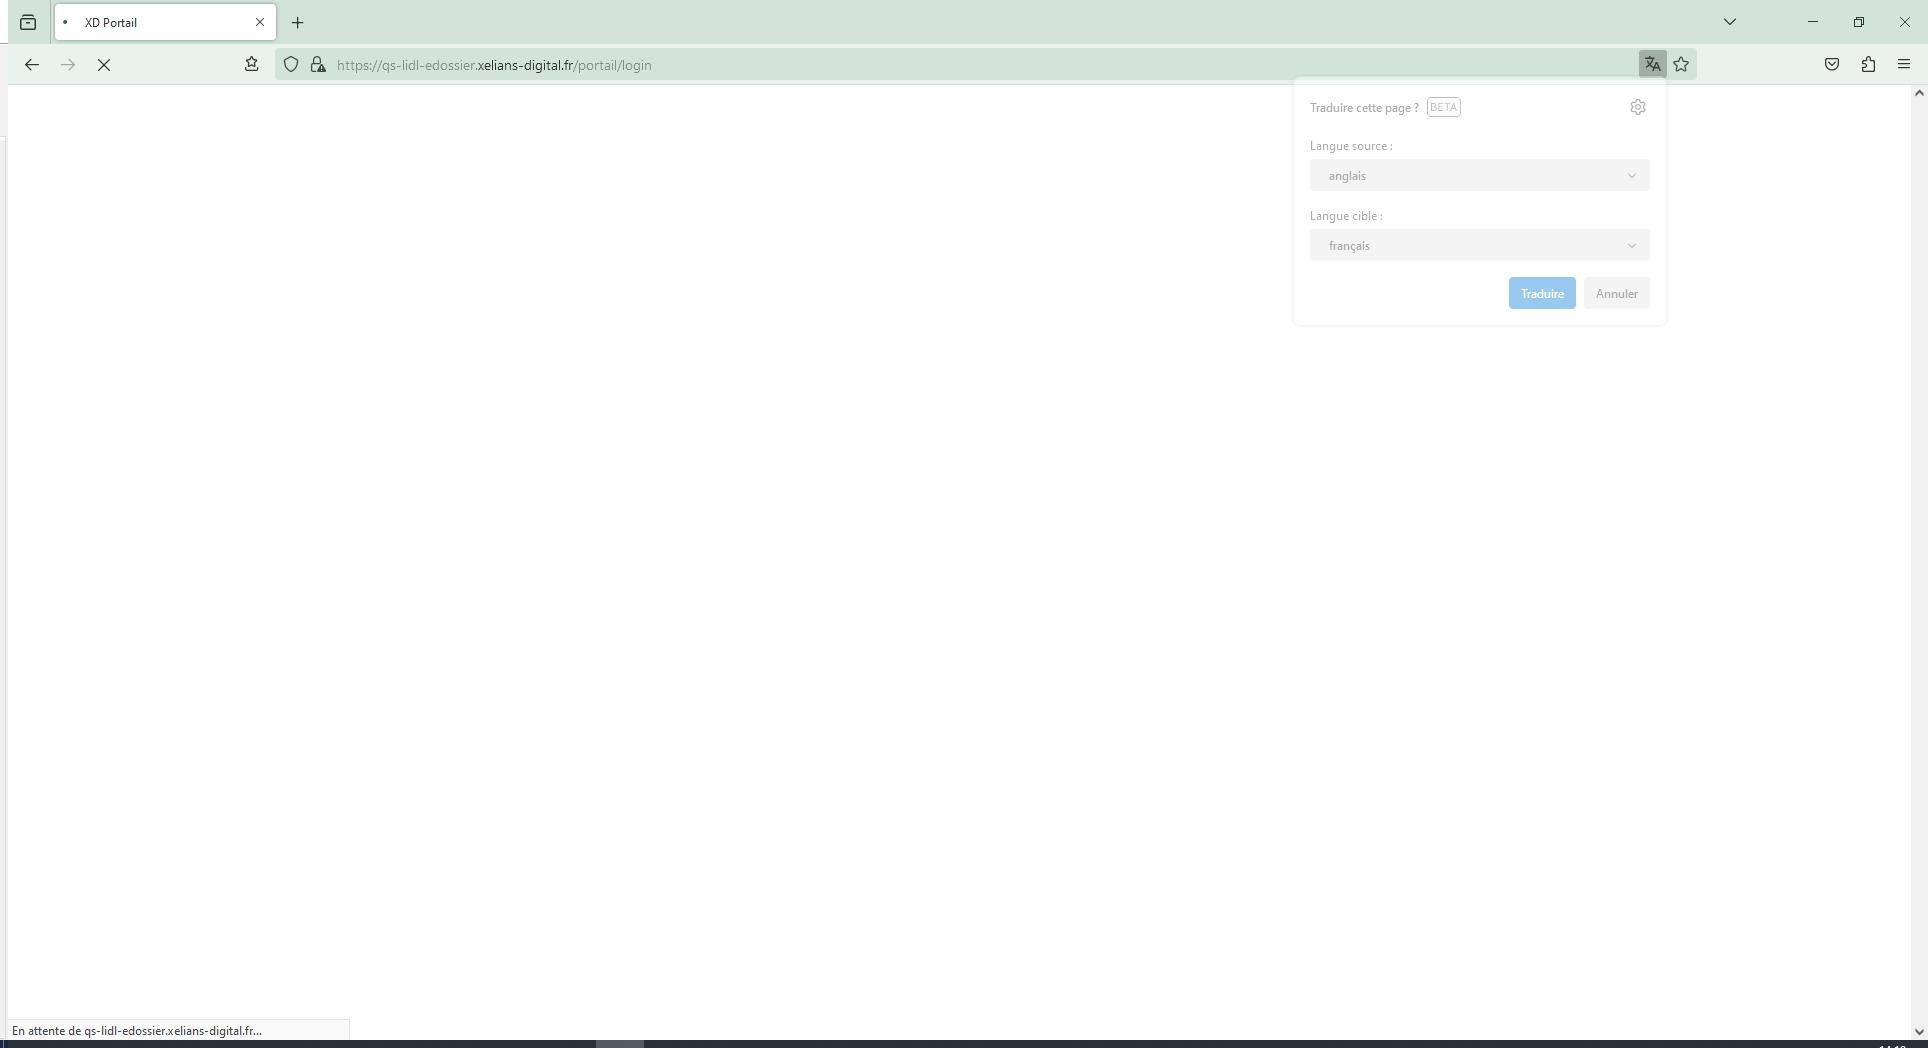 XD Portail
https://qs-lidl-edossier.xelians-digital.fr/portail/login
Traduire cette page ? BETA
Langue source :
anglais
Langue cible :
français
Traduire Annuler
En attente de qs-lidl-edossier.xelians-digital.fr...